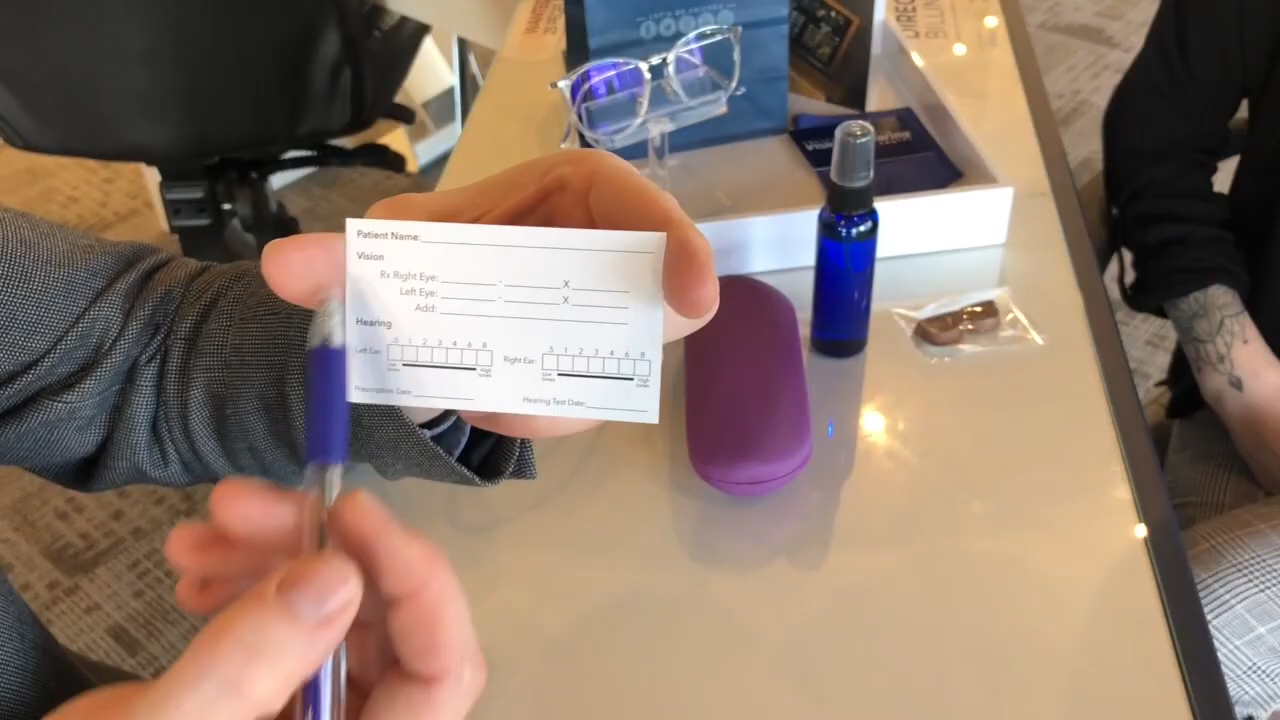 Patient Name:
Vision
Rx Right Eye: - X
Left Eye: - X
Add:
Hearing
.5 1 2 3 4 6 8
Left Ear:
Low tones
High tones
.5 1 2 3 4 6 8
Right Ear:
Low tones
High tones
Prescription Date:
Hearing Test Date:
DIRECT
BILLING